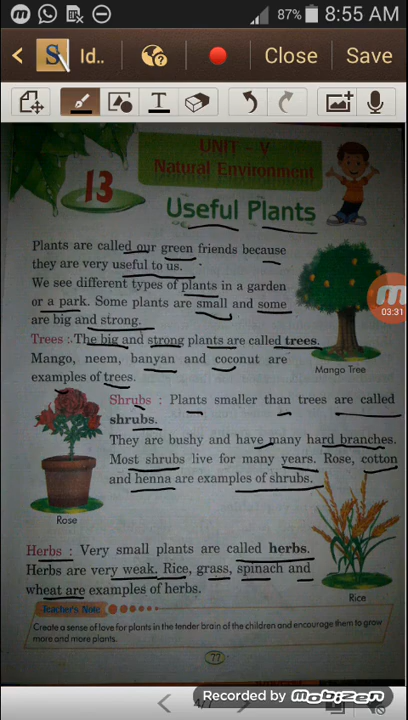 87% 8:55 AM
S Id.. Close Save
T
UNIT - V
Natural Environment
13
Useful Plants
Plants are called our green friends because
they are very useful to us.
We see different types of plants in a garden
or a park. Some plants are small and some
are big and strong.
Trees : The big and strong plants are called trees.
Mango, neem, banyan and coconut are
examples of trees.
Mango Tree
03:31
Shrubs : Plants smaller than trees are called
shrubs.
They are bushy and have many hard branches.
Most shrubs live for many years. Rose, cotton
and henna are examples of shrubs.
Rose
Herbs : Very small plants are called herbs.
Herbs are very weak. Rice, grass, spinach and
wheat are examples of herbs.
Rice
Teacher's Note
Create a sense of love for plants in the tender brain of the children and encourage them to grow
more and more plants.
77
4/7
Recorded by Mobizen